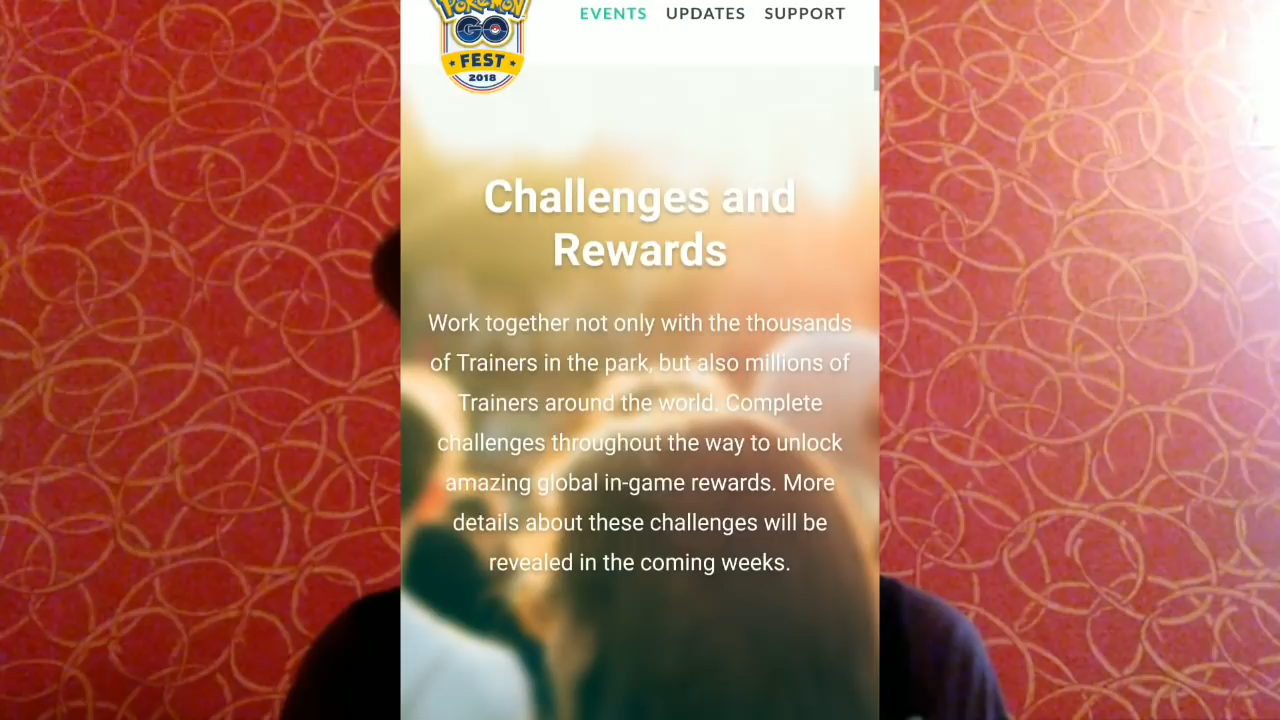 POKÉMON
GO
FEST
2018
EVENTS UPDATES SUPPORT
Challenges and
Rewards
Work together not only with the thousands
of Trainers in the park, but also millions of
Trainers around the world. Complete
challenges throughout the way to unlock
amazing global in-game rewards. More
details about these challenges will be
revealed in the coming weeks.